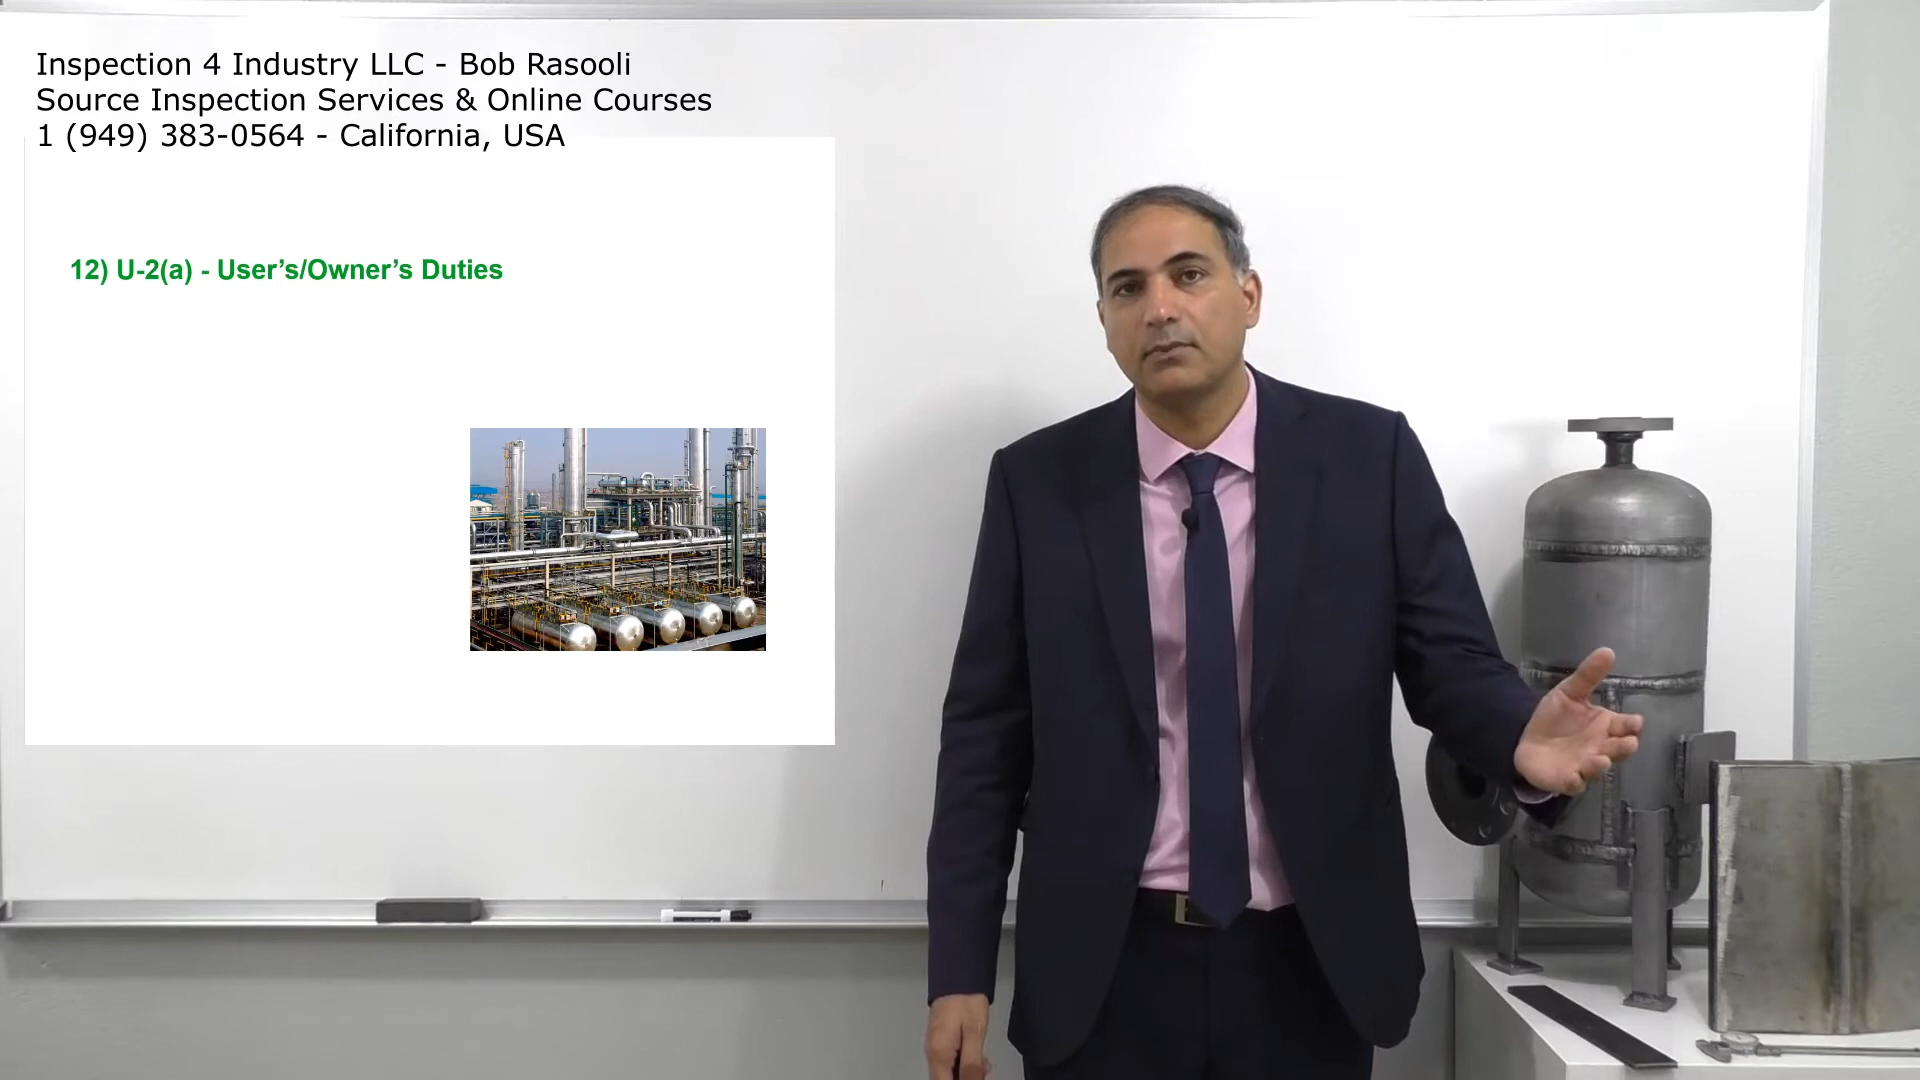 Inspection 4 Industry LLC - Bob Rasooli
Source Inspection Services & Online Courses
1 (949) 383-0564 - California, USA
12) U-2(a) - User’s/Owner’s Duties